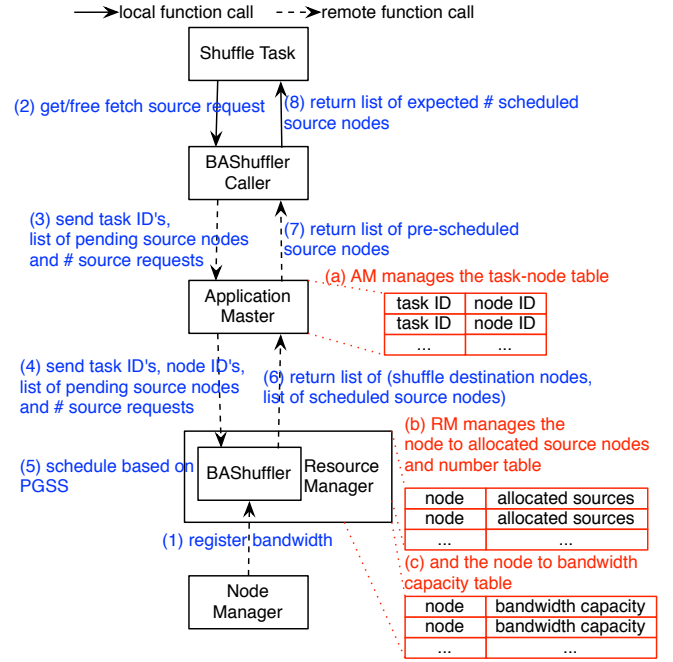 local function call
remote function call
Shuffle Task
(2) get/free fetch source request
(8) return list of expected # scheduled
source nodes
BAShuffler
Caller
(3) send task ID's,
list of pending source nodes
and # source requests
(7) return list of pre-scheduled
source nodes
(a) AM manages the task-node table
Application
Master
task ID node ID
task ID node ID
... ...
(4) send task ID's, node ID's,
list of pending source nodes
and # source requests
(6) return list of (shuffle destination nodes,
list of scheduled source nodes)
(b) RM manages the
node to allocated source nodes
and number table
(5) schedule based on
PGSS
BAShuffler
Resource
Manager
node allocated sources
node allocated sources
... ...
(1) register bandwidth
(c) and the node to bandwidth
capacity table
Node
Manager
node bandwidth capacity
node bandwidth capacity
... ...